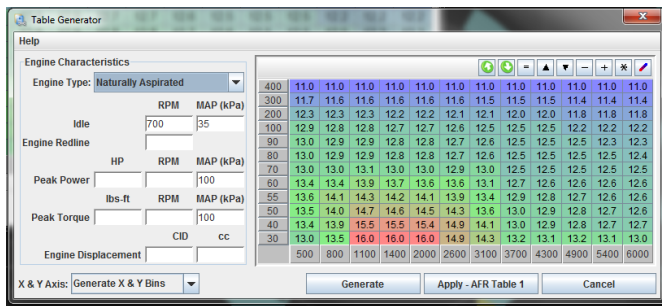 Table Generator
Help
Engine Characteristics
Engine Type: Naturally Aspirated
RPM MAP (kPa)
Idle 700 35
Engine Redline
HP RPM MAP (kPa)
Peak Power 100
lbs-ft RPM MAP (kPa)
Peak Torque 100
CID cc
Engine Displacement
X & Y Axis: Generate X & Y Bins
= - + *
400 11.0 11.0 11.0 11.0 11.0 11.0 11.0 11.0 11.0 11.0 11.0 11.0
300 11.7 11.6 11.6 11.6 11.6 11.6 11.5 11.5 11.5 11.4 11.4 11.4
200 12.3 12.3 12.3 12.2 12.2 12.1 12.1 12.0 12.0 11.8 11.8 11.8
100 12.9 12.8 12.8 12.7 12.7 12.6 12.5 12.5 12.5 12.2 12.2 12.2
90 13.0 12.9 12.9 12.8 12.8 12.7 12.6 12.5 12.5 12.5 12.3 12.3
80 13.0 12.9 12.9 12.8 12.8 12.7 12.6 12.5 12.5 12.5 12.5 12.4
70 13.0 13.0 13.1 13.0 13.0 12.9 13.0 12.5 12.5 12.5 12.5 12.5
60 13.4 13.4 13.9 13.7 13.6 13.6 13.1 12.7 12.6 12.6 12.6 12.6
55 13.6 14.1 14.3 14.2 14.1 13.9 13.4 12.9 12.8 12.7 12.6 12.6
50 13.5 14.0 14.7 14.6 14.5 14.3 13.6 13.0 12.9 12.8 12.7 12.6
40 13.4 13.9 15.5 15.5 15.4 14.9 14.1 13.0 12.9 12.8 12.7 12.7
30 13.0 13.5 16.0 16.0 16.0 14.9 14.3 13.2 13.1 13.2 13.1 13.0
500 800 1100 1400 2000 2600 3100 3700 4300 4900 5400 6000
Generate Apply - AFR Table 1 Cancel